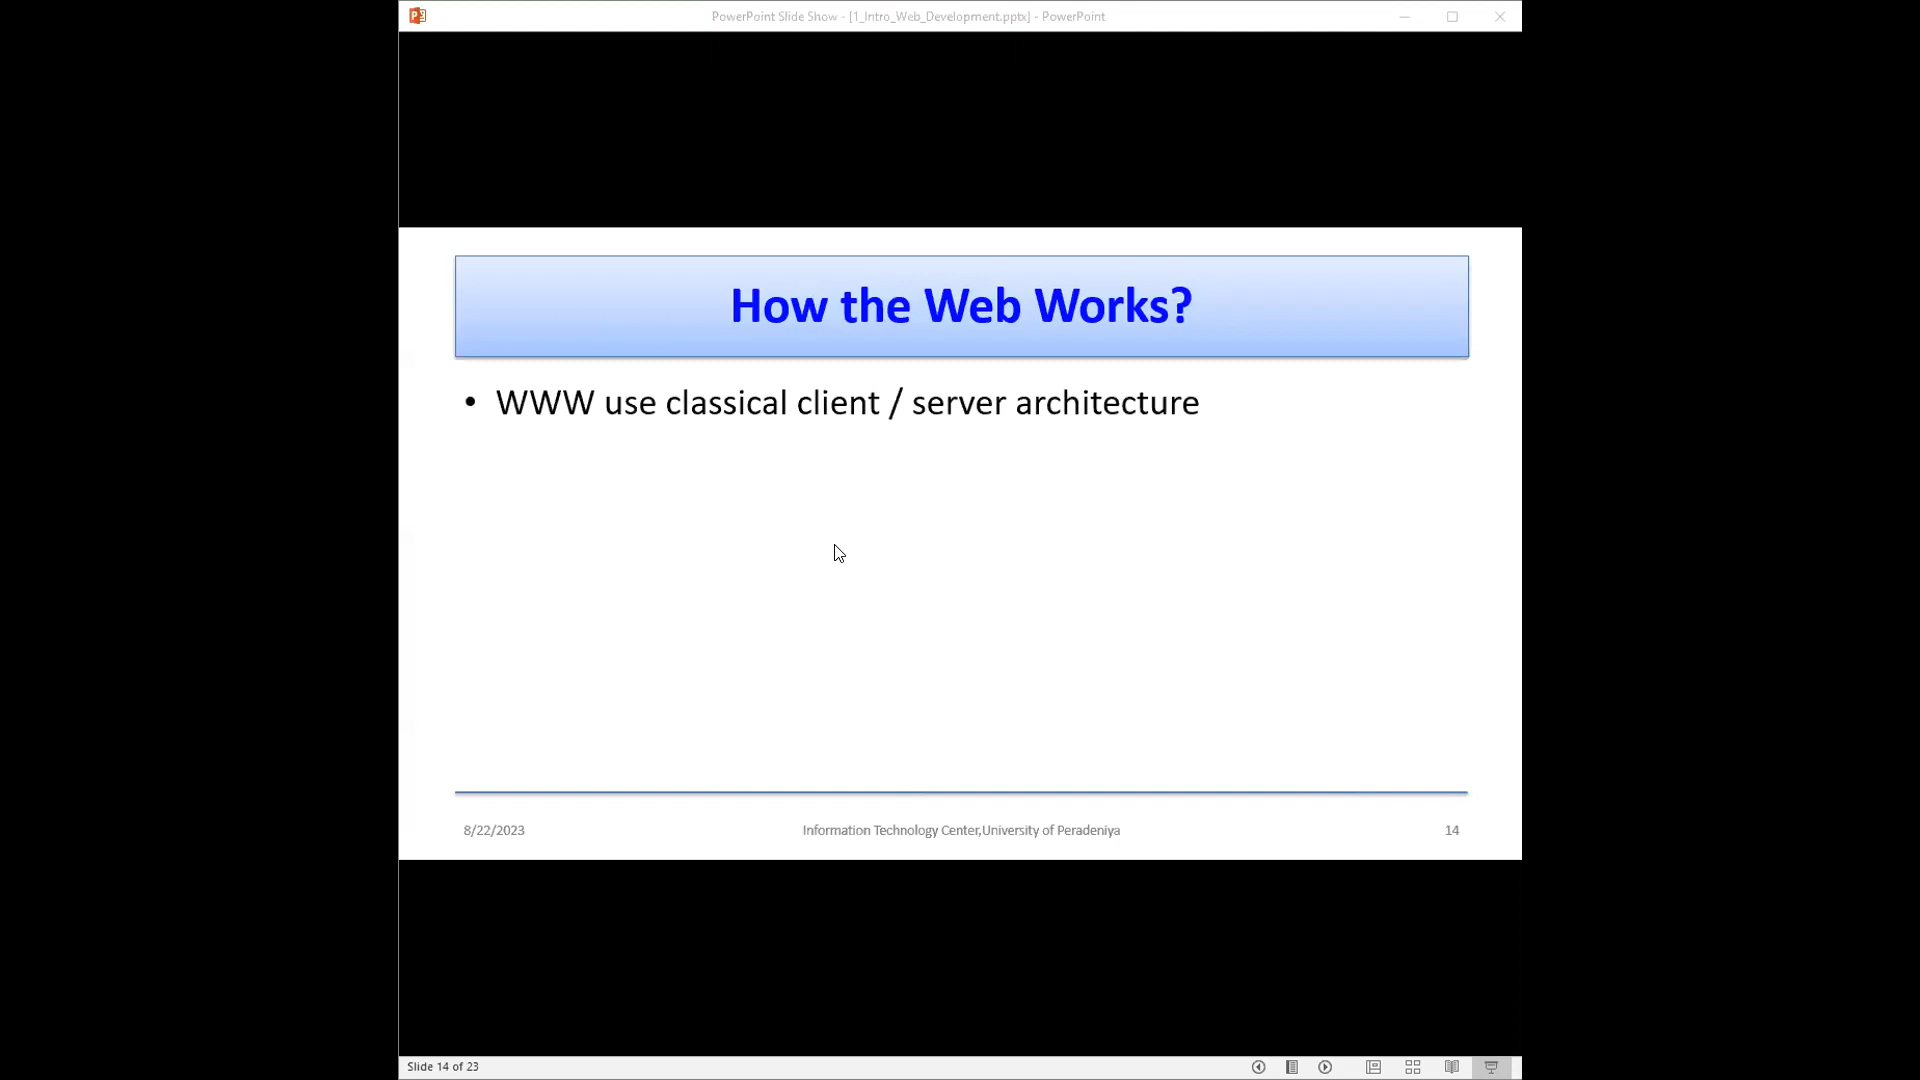 PowerPoint Slide Show - [1_Intro_Web_Development.pptx] - PowerPoint
How the Web Works?
• WWW use classical client / server architecture
8/22/2023
Information Technology Center,University of Peradeniya
14
Slide 14 of 23